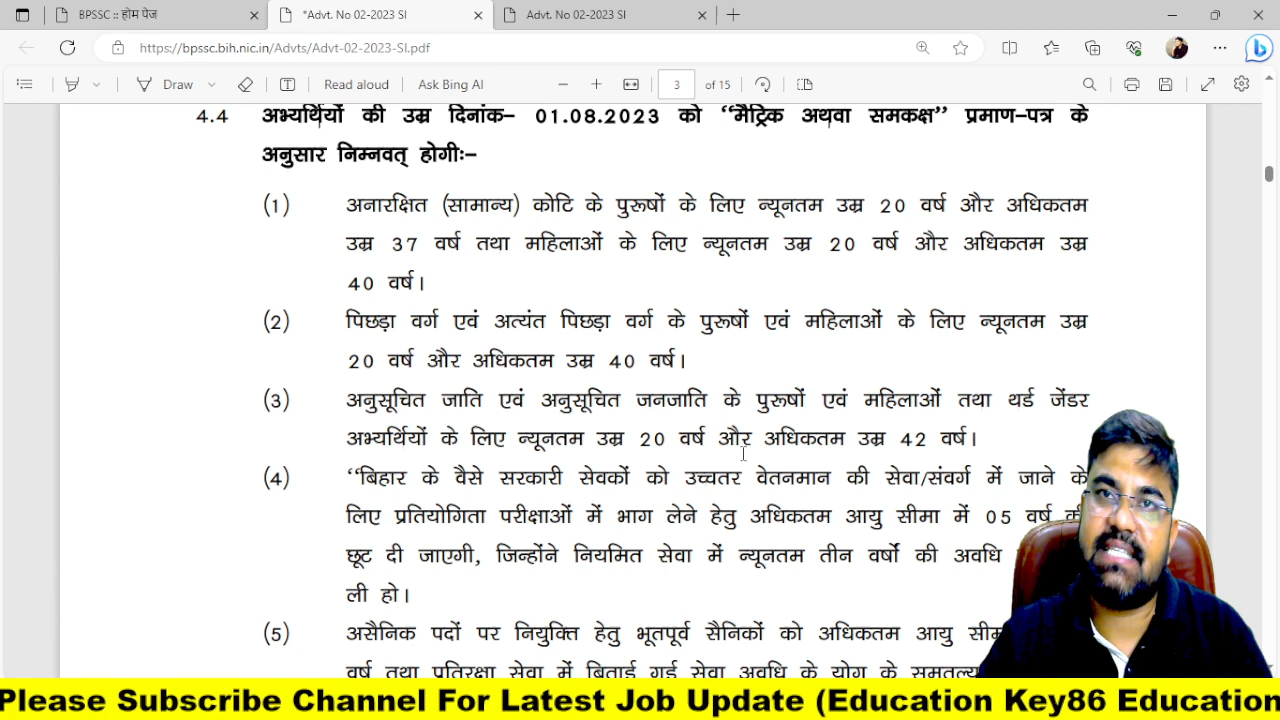 BPSSC :: होम पेज
*Advt. No 02-2023 SI
Advt. No 02-2023 SI
https://bpssc.bih.nic.in/Advts/Advt-02-2023-SI.pdf
Draw
Read aloud
Ask Bing AI
3 of 15
4.4 अभ्यर्थियों की उम्र दिनांक- 01.08.2023 को ‘‘मैट्रिक अथवा समकक्ष’’ प्रमाण-पत्र के
अनुसार निम्नवत् होगीः-
(1) अनारक्षित (सामान्य) कोटि के पुरूषों के लिए न्यूनतम उम्र 20 वर्ष और अधिकतम
उम्र 37 वर्ष तथा महिलाओं के लिए न्यूनतम उम्र 20 वर्ष और अधिकतम उम्र
40 वर्ष।
(2) पिछड़ा वर्ग एवं अत्यंत पिछड़ा वर्ग के पुरूषों एवं महिलाओं के लिए न्यूनतम उम्र
20 वर्ष और अधिकतम उम्र 40 वर्ष।
(3) अनुसूचित जाति एवं अनुसूचित जनजाति के पुरूषों एवं महिलाओं तथा थर्ड जेंडर
अभ्यर्थियों के लिए न्यूनतम उम्र 20 वर्ष और अधिकतम उम्र 42 वर्ष।
(4) ‘‘बिहार के वैसे सरकारी सेवकों को उच्चतर वेतनमान की सेवा/संवर्ग में जाने के
लिए प्रतियोगिता परीक्षाओं में भाग लेने हेतु अधिकतम आयु सीमा में 05 वर्ष की
छूट दी जाएगी, जिन्होंने नियमित सेवा में न्यूनतम तीन वर्षों की अवधि
ली हो।
(5) असैनिक पदों पर नियुक्ति हेतु भूतपूर्व सैनिकों को अधिकतम आयु
वर्ष तथा प्रतिरक्षा सेवा में बिताई गई सेवा अवधि के योग के समतुल्य
Please Subscribe Channel For Latest Job Update (Education Key86 Education